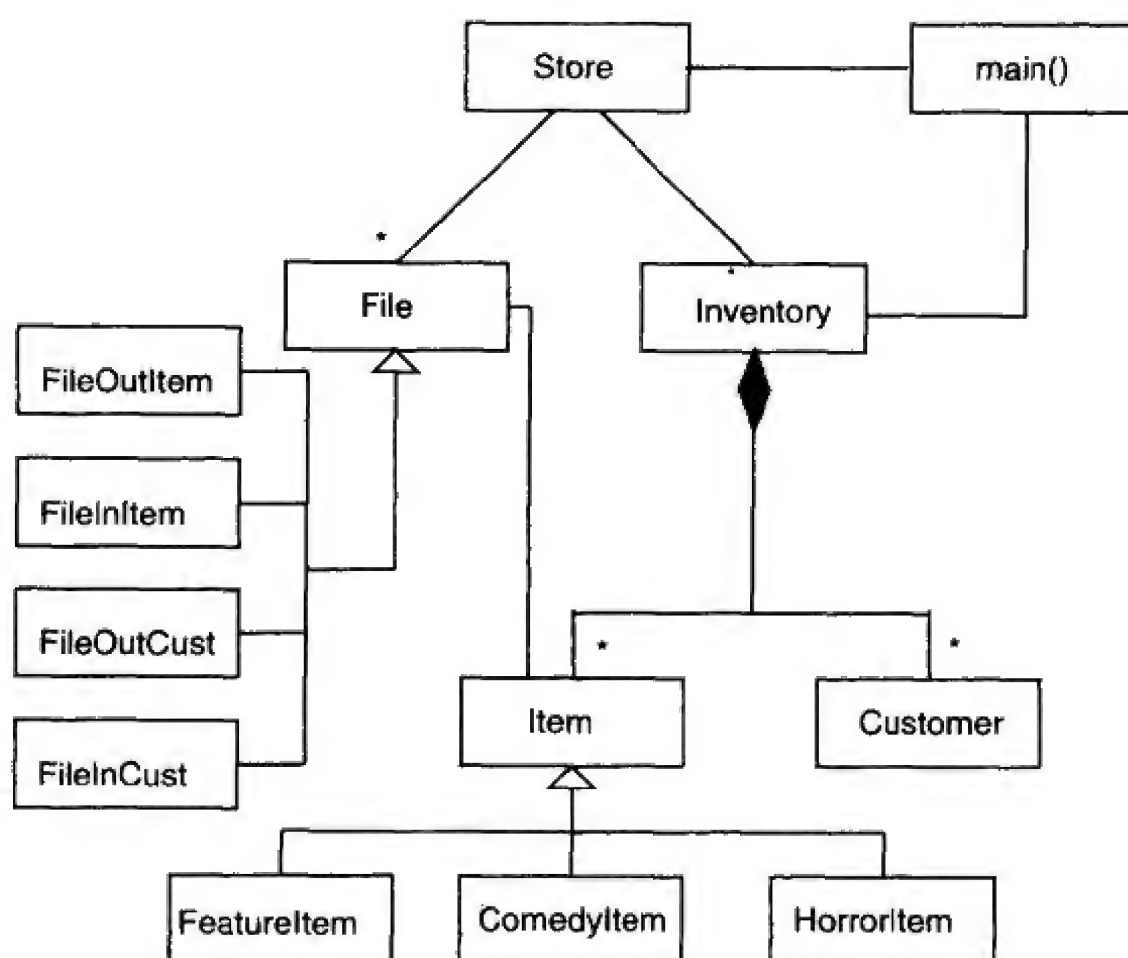 Store
main()
*
File
Inventory
FileOutItem
FileInItem
FileOutCust
FileInCust
*
*
Item
Customer
FeatureItem
ComedyItem
HorrorItem